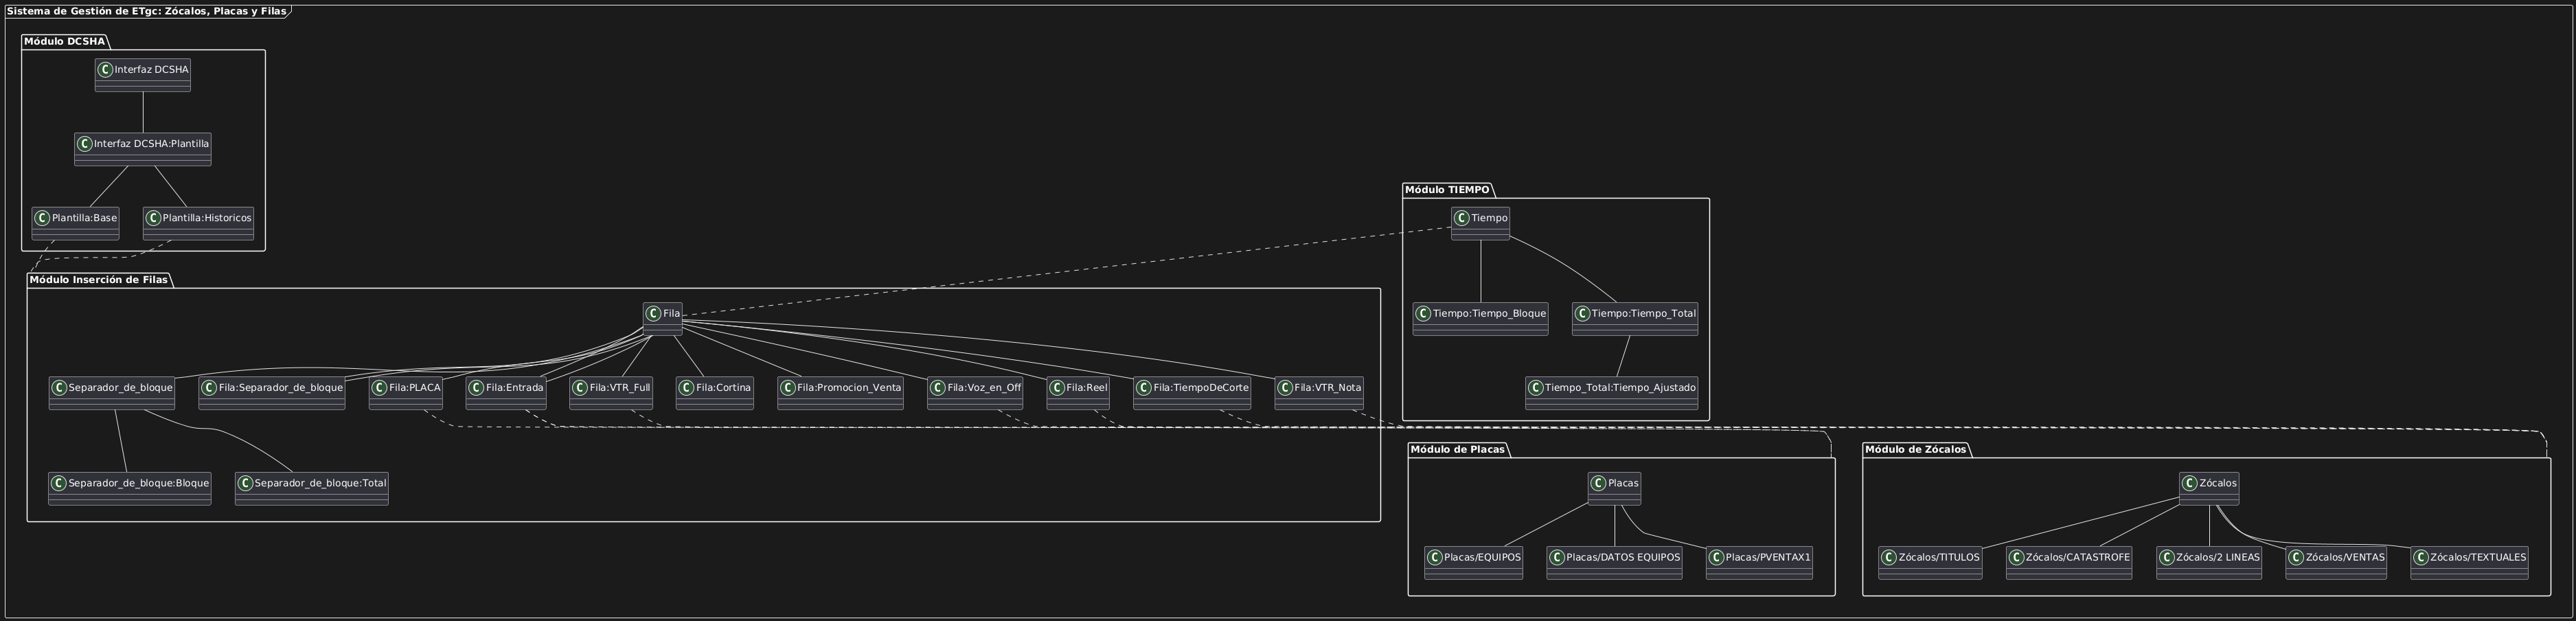 Sistema de Gestión de ETgc: Zócalos, Placas y Filas
Módulo DCSHA
C Interfaz DCSHA
C Interfaz DCSHA:Plantilla
C Plantilla:Base
C Plantilla:Historicos
Módulo TIEMPO
C Tiempo
C Tiempo:Tiempo_Bloque
C Tiempo:Tiempo_Total
C Tiempo_Total:Tiempo_Ajustado
Módulo Inserción de Filas
C Fila
C Separador_de_bloque
C Fila:Separador_de_bloque
C Fila:PLACA
C Fila:Entrada
C Fila:VTR_Full
C Fila:Cortina
C Fila:Promocion_Venta
C Fila:Voz_en_Off
C Fila:Reel
C Fila:TiempoDeCorte
C Fila:VTR_Nota
C Separador_de_bloque:Bloque
C Separador_de_bloque:Total
Módulo de Placas
C Placas
C Placas/EQUIPOS
C Placas/DATOS EQUIPOS
C Placas/PVENTAX1
Módulo de Zócalos
C Zócalos
C Zócalos/TITULOS
C Zócalos/CATASTROFE
C Zócalos/2 LINEAS
C Zócalos/VENTAS
C Zócalos/TEXTUALES